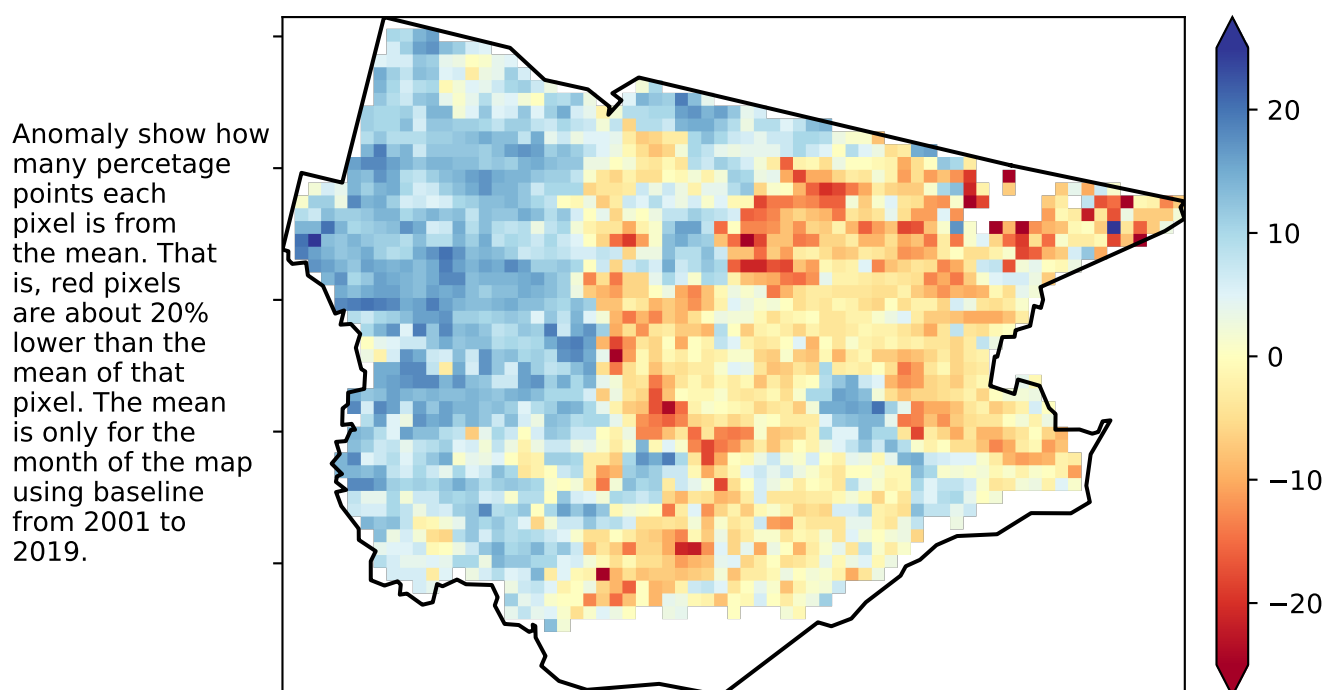 Anomaly show how
many percetage
points each
pixel is from
the mean. That
is, red pixels
are about 20%
lower than the
mean of that
pixel. The mean
is only for the
month of the map
using baseline
from 2001 to
2019.
20
10
0
−10
−20